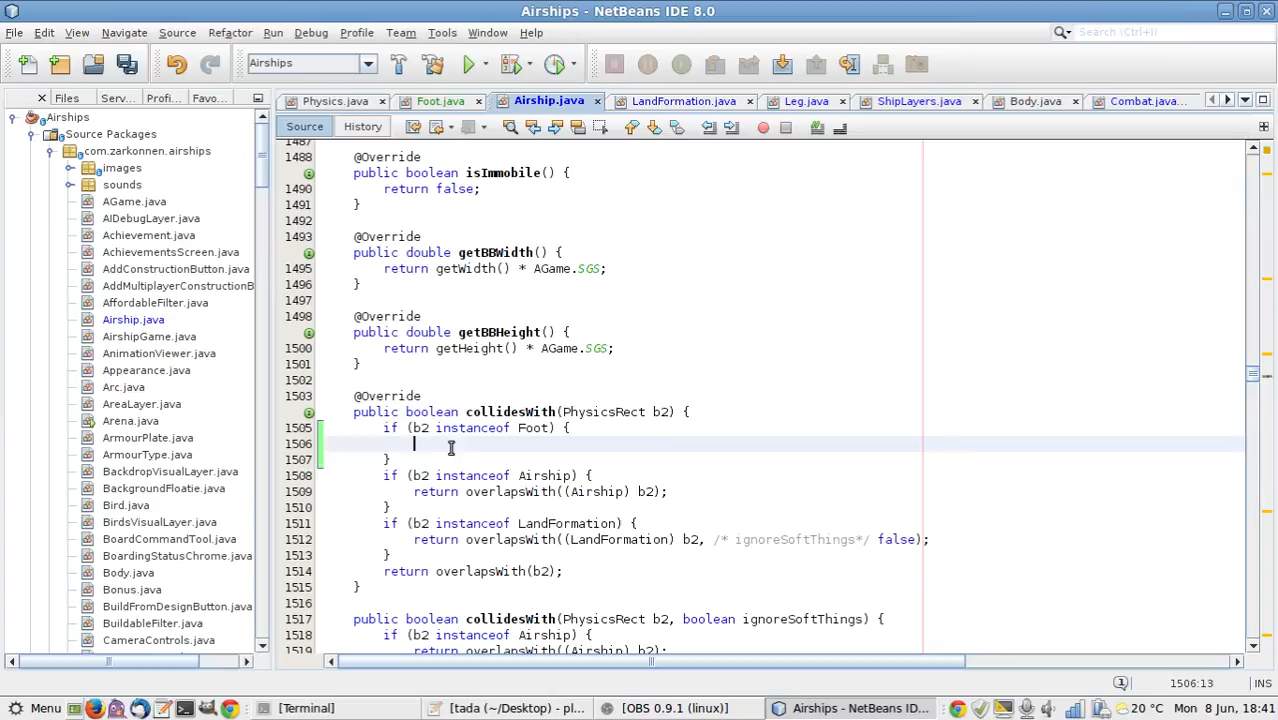 Airships - NetBeans IDE 8.0
File Edit View Navigate Source Refactor Run Debug Profile Team Tools Window Help
Search (Ctrl+I)
Airships
Files Serv... Profi... Favo...
Physics.java Foot.java Airship.java LandFormation.java Leg.java ShipLayers.java Body.java Combat.java...
Source History
Airships
Source Packages
com.zarkonnen.airships
images
sounds
AGame.java
AIDebugLayer.java
Achievement.java
AchievementsScreen.java
AddConstructionButton.java
AddMultiplayerConstructionB
AffordableFilter.java
Airship.java
AirshipGame.java
AnimationViewer.java
Appearance.java
Arc.java
AreaLayer.java
Arena.java
ArmourPlate.java
ArmourType.java
BackdropVisualLayer.java
BackgroundFloatie.java
Bird.java
BirdsVisualLayer.java
BoardCommandTool.java
BoardingStatusChrome.java
Body.java
Bonus.java
BuildFromDesignButton.java
BuildableFilter.java
CameraControls.java
1487
1488 @Override
public boolean isImmobile() {
1490 return false;
1491 }
1492
1493 @Override
public double getBBWidth() {
1495 return getWidth() * AGame.SGS;
1496 }
1497
1498 @Override
public double getBBHeight() {
1500 return getHeight() * AGame.SGS;
1501 }
1502
1503 @Override
public boolean collidesWith(PhysicsRect b2) {
1505 if (b2 instanceof Foot) {
1506
1507 }
1508 if (b2 instanceof Airship) {
1509 return overlapsWith((Airship) b2);
1510 }
1511 if (b2 instanceof LandFormation) {
1512 return overlapsWith((LandFormation) b2, /* ignoreSoftThings*/ false);
1513 }
1514 return overlapsWith(b2);
1515 }
1516
1517 public boolean collidesWith(PhysicsRect b2, boolean ignoreSoftThings) {
1518 if (b2 instanceof Airship) {
1519 return overlapsWith((Airship) b2);
1506:13 INS
Menu [Terminal] [tada (~/Desktop) - pl... [OBS 0.9.1 (linux)] Airships - NetBeans ID... 20 °C Mon 8 Jun, 18:41